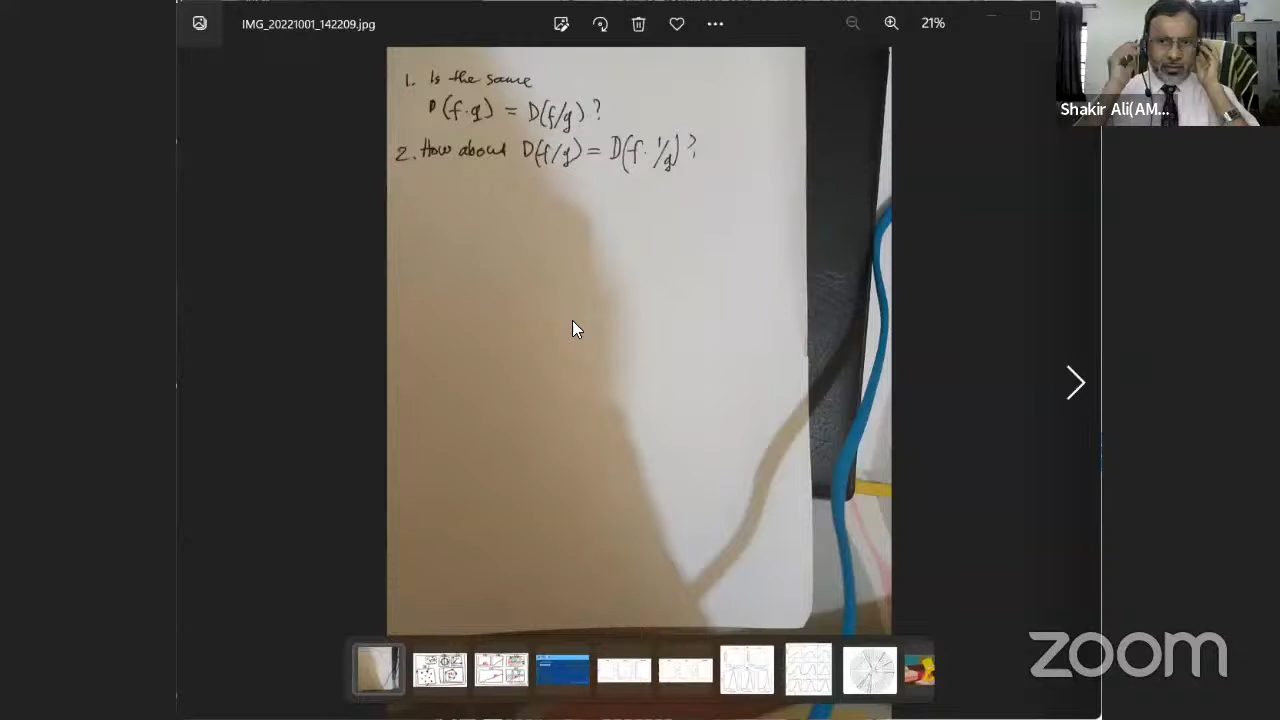 IMG_20221001_142209.jpg
21%
Shakir Ali(AM...
1. Is the same
D(f.g) = D(f/g) ?
2. How about D(f/g) = D(f. 1/g) ?
zoom